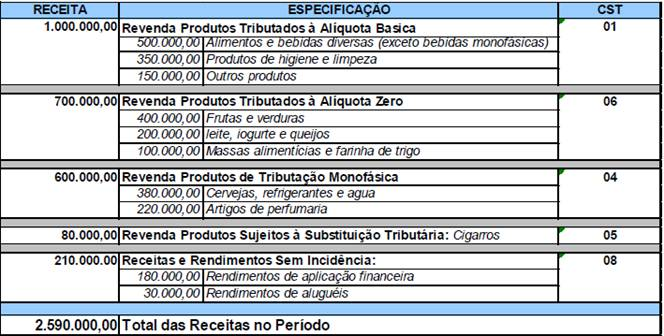 RECEITA ESPECIFICAÇÃO CST
1.000.000,00 Revenda Produtos Tributados à Alíquota Basica 01
500.000,00 Alimentos e bebidas diversas (exceto bebidas monofásicas)
350.000,00 Produtos de higiene e limpeza
150.000,00 Outros produtos
700.000,00 Revenda Produtos Tributados à Alíquota Zero 06
400.000,00 Frutas e verduras
200.000,00 leite, iogurte e queijos
100.000,00 Massas alimentícias e farinha de trigo
600.000,00 Revenda Produtos de Tributação Monofásica 04
380.000,00 Cervejas, refrigerantes e agua
220.000,00 Artigos de perfumaria
80.000,00 Revenda Produtos Sujeitos à Substituição Tributária: Cigarros 05
210.000.00 Receitas e Rendimentos Sem Incidência: 08
180.000,00 Rendimentos de aplicação financeira
30.000,00 Rendimentos de aluguéis
2.590.000,00 Total das Receitas no Período